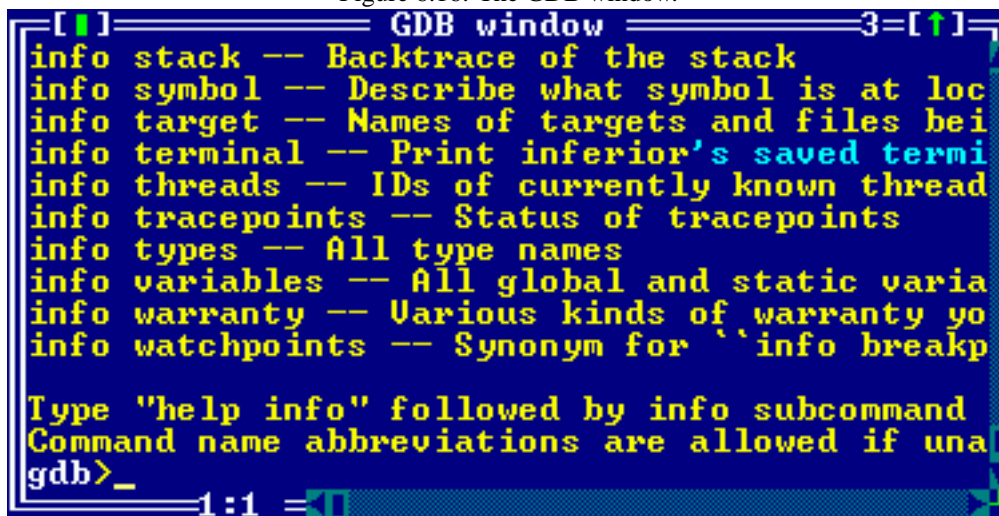 Figure 6.18: The GDB window.
[▮] GDB window 3=[↑]
info stack -- Backtrace of the stack
info symbol -- Describe what symbol is at loc
info target -- Names of targets and files bei
info terminal -- Print inferior's saved termi
info threads -- IDs of currently known thread
info tracepoints -- Status of tracepoints
info types -- All type names
info variables -- All global and static varia
info warranty -- Various kinds of warranty yo
info watchpoints -- Synonym for ``info breakp
Type "help info" followed by info subcommand
Command name abbreviations are allowed if una
gdb>_
1:1